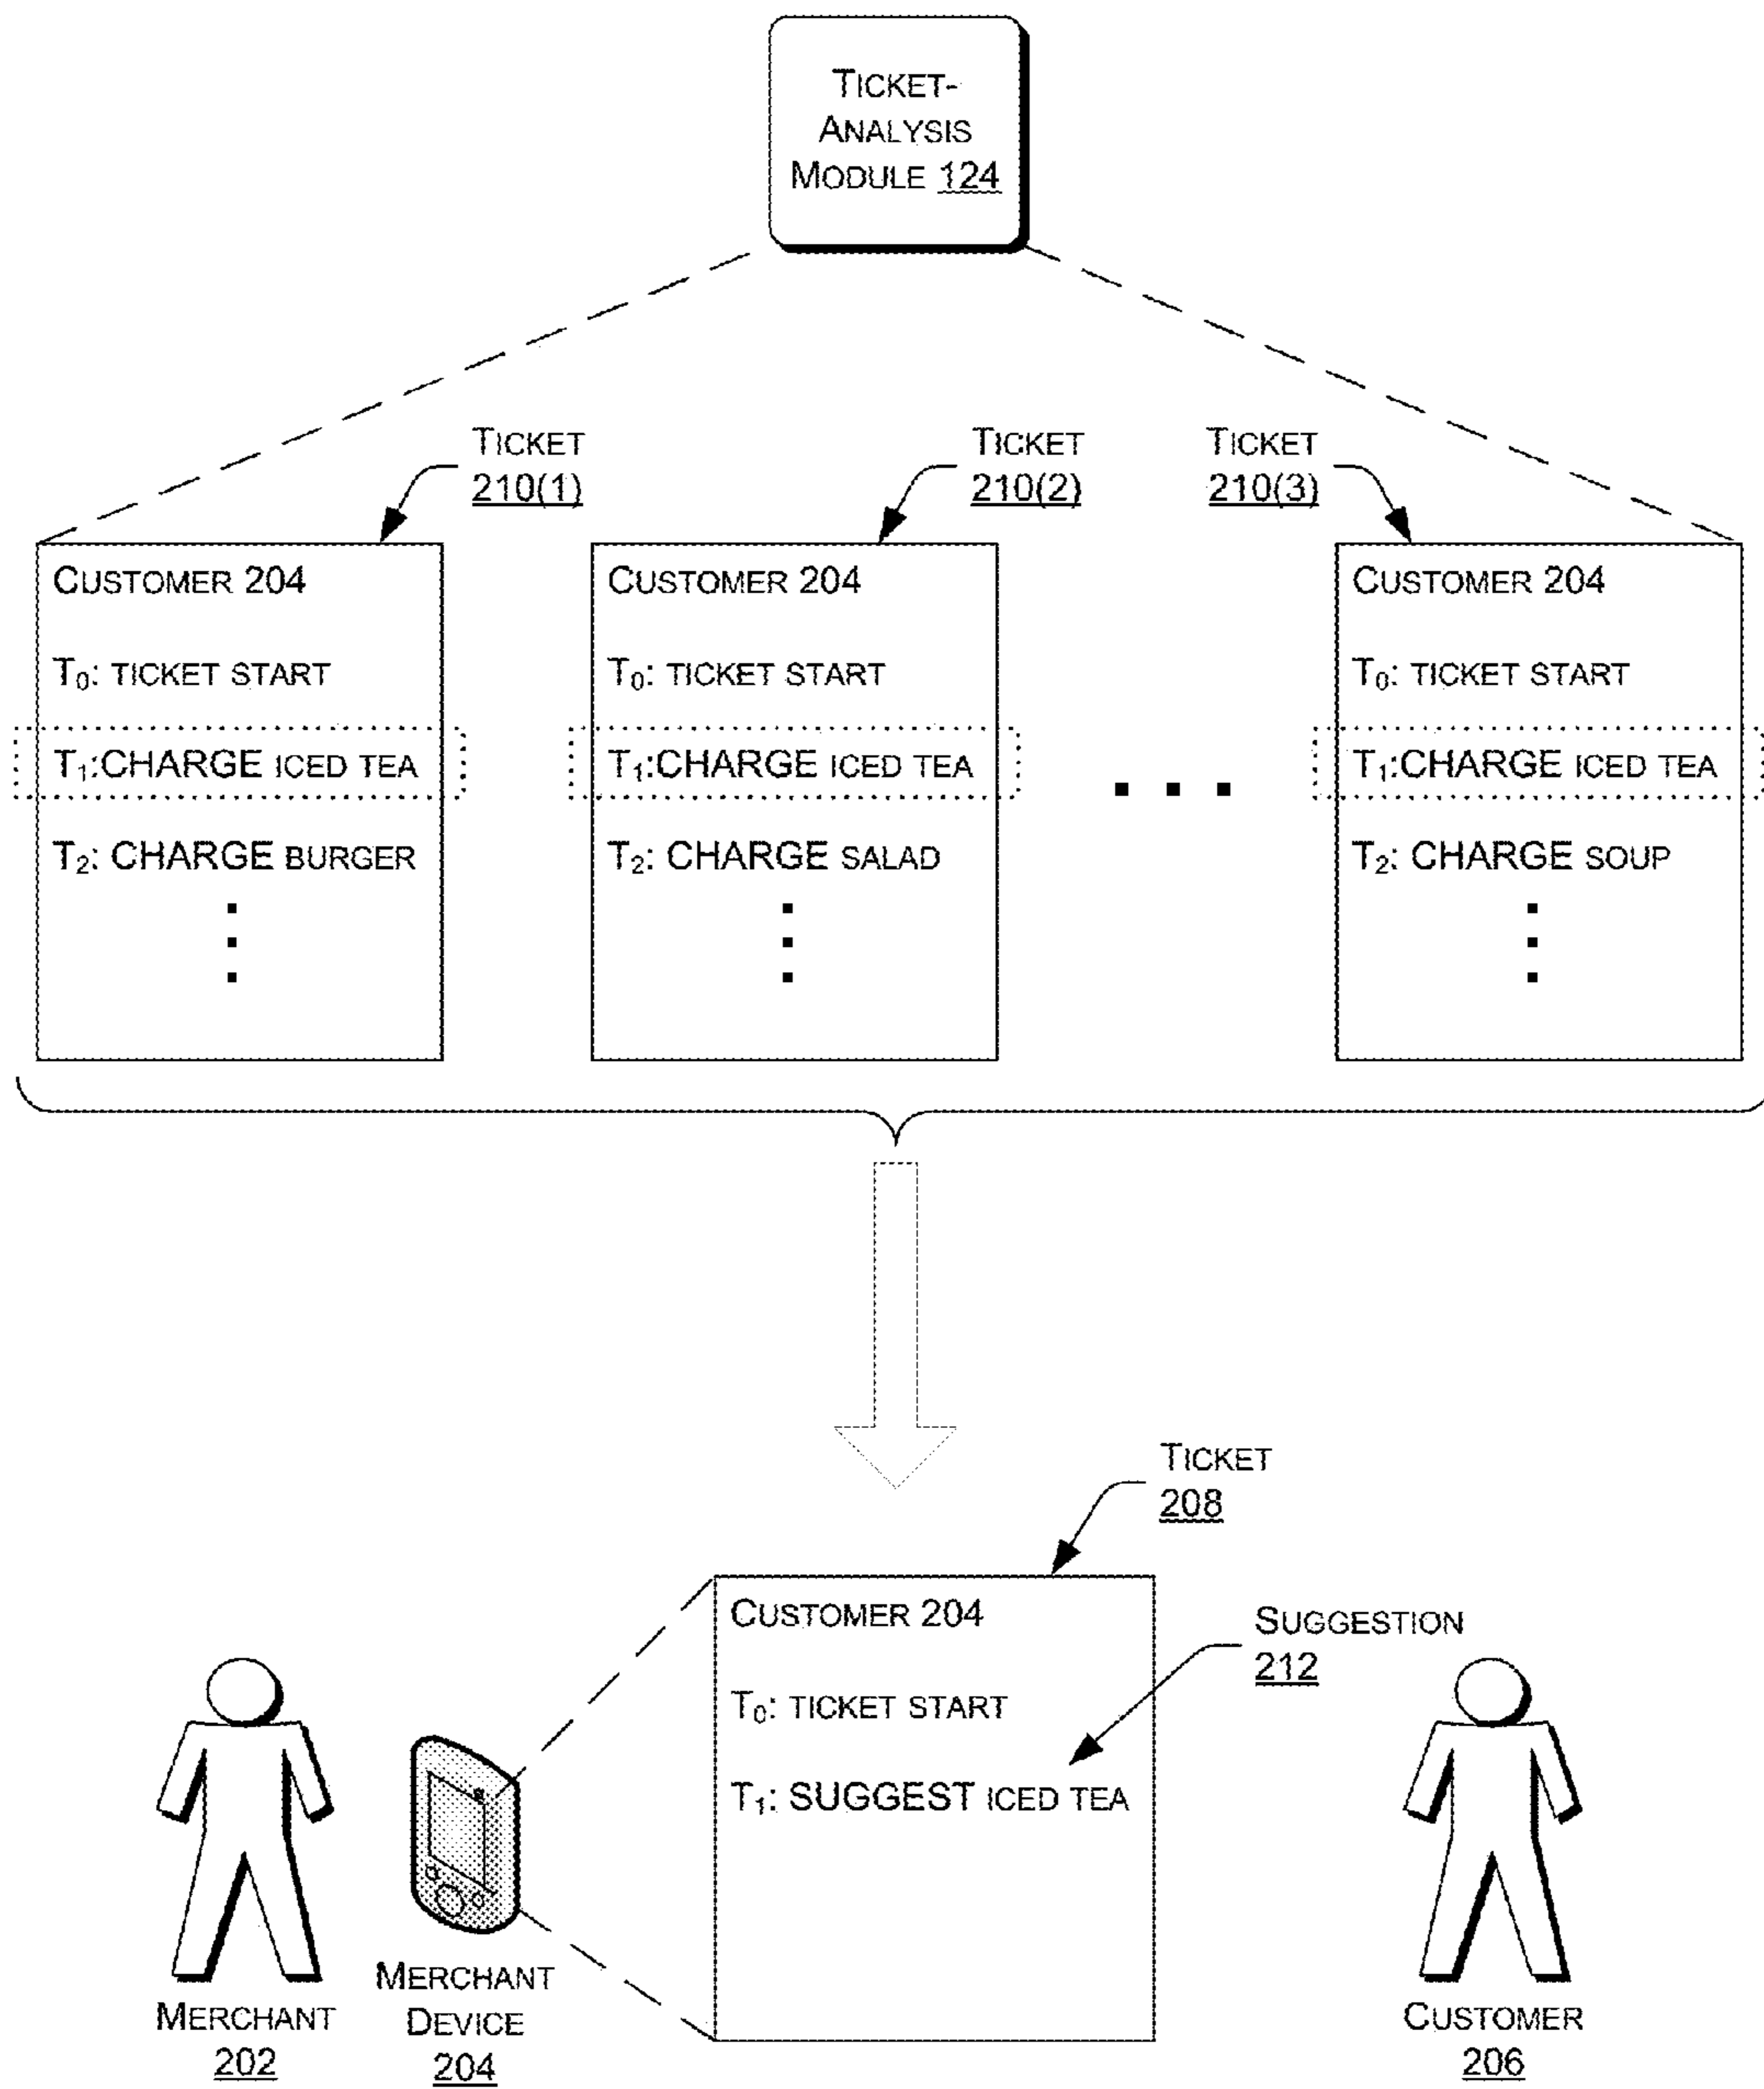 TICKET-
ANALYSIS
MODULE 124
TICKET
210(1)
TICKET
210(2)
TICKET
210(3)
CUSTOMER 204
T0: TICKET START
T1:CHARGE ICED TEA
T2: CHARGE BURGER
CUSTOMER 204
T0: TICKET START
T1:CHARGE ICED TEA
T2: CHARGE SALAD
CUSTOMER 204
T0: TICKET START
T1:CHARGE ICED TEA
T2: CHARGE SOUP
TICKET
208
CUSTOMER 204
T0: TICKET START
T1: SUGGEST ICED TEA
SUGGESTION
212
MERCHANT
202
MERCHANT
DEVICE
204
CUSTOMER
206